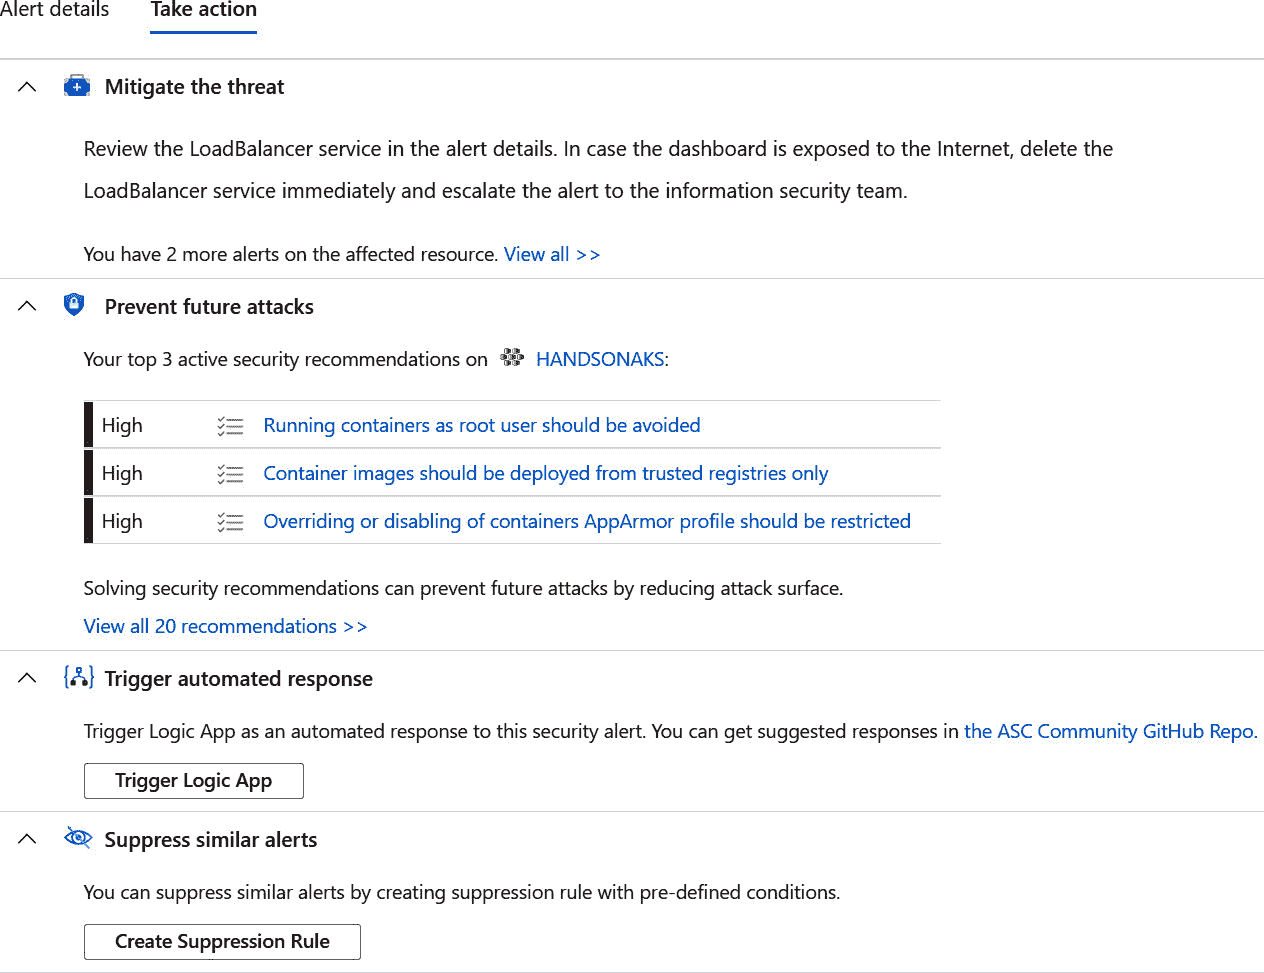 Alert details
Take action
Mitigate the threat
Review the LoadBalancer service in the alert details. In case the dashboard is exposed to the Internet, delete the
LoadBalancer service immediately and escalate the alert to the information security team.
You have 2 more alerts on the affected resource. View all >>
Prevent future attacks
Your top 3 active security recommendations on HANDSONAKS:
High Running containers as root user should be avoided
High Container images should be deployed from trusted registries only
High Overriding or disabling of containers AppArmor profile should be restricted
Solving security recommendations can prevent future attacks by reducing attack surface.
View all 20 recommendations >>
Trigger automated response
Trigger Logic App as an automated response to this security alert. You can get suggested responses in the ASC Community GitHub Repo.
Trigger Logic App
Suppress similar alerts
You can suppress similar alerts by creating suppression rule with pre-defined conditions.
Create Suppression Rule